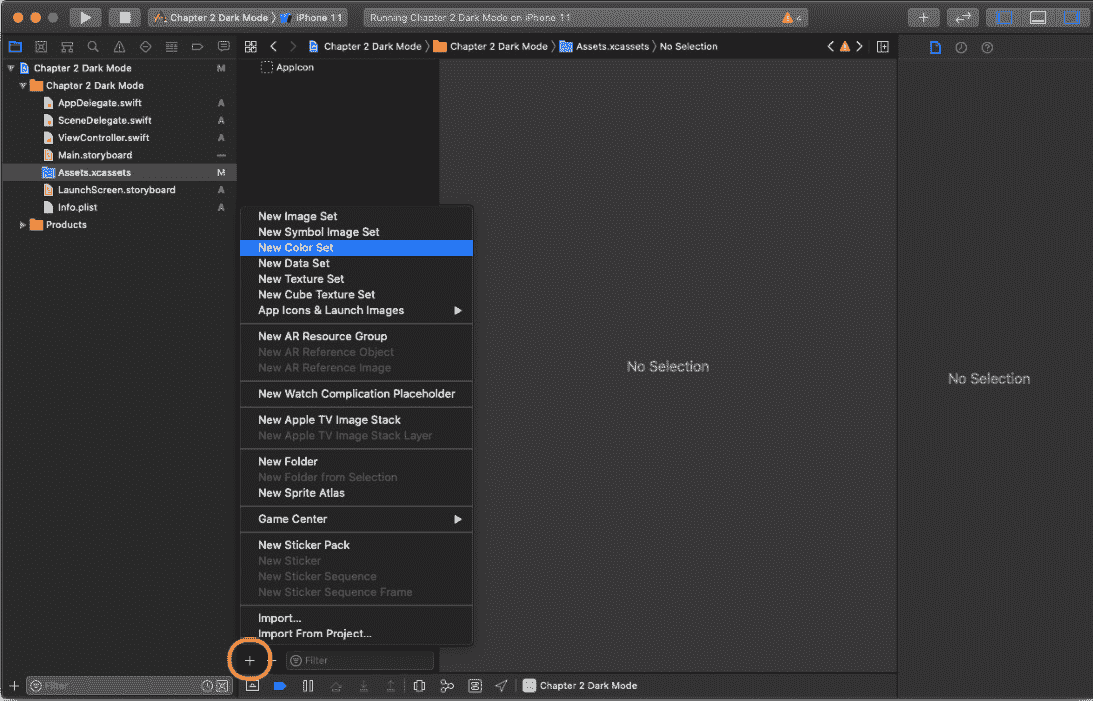 Chapter 2 Dark Mode
iPhone 11
Running Chapter 2 Dark Mode on iPhone 11
4
Chapter 2 Dark Mode
Chapter 2 Dark Mode
Assets.xcassets
No Selection
Chapter 2 Dark Mode M
Chapter 2 Dark Mode
AppDelegate.swift A
SceneDelegate.swift A
ViewController.swift A
Main.storyboard
Assets.xcassets M
LaunchScreen.storyboard A
Info.plist A
Products
AppIcon
New Image Set
New Symbol Image Set
New Color Set
New Data Set
New Texture Set
New Cube Texture Set
App Icons & Launch Images
New AR Resource Group
New AR Reference Object
New AR Reference Image
New Watch Complication Placeholder
New Apple TV Image Stack
New Apple TV Image Stack Layer
New Folder
New Folder from Selection
New Sprite Atlas
Game Center
New Sticker Pack
New Sticker
New Sticker Sequence
New Sticker Sequence Frame
Import...
Import From Project...
Filter
No Selection
No Selection
Filter
Chapter 2 Dark Mode